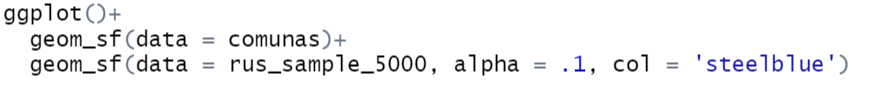 ggplot()+
  geom_sf(data = comunas)+
  geom_sf(data = rus_sample_5000, alpha = .1, col = 'steelblue')